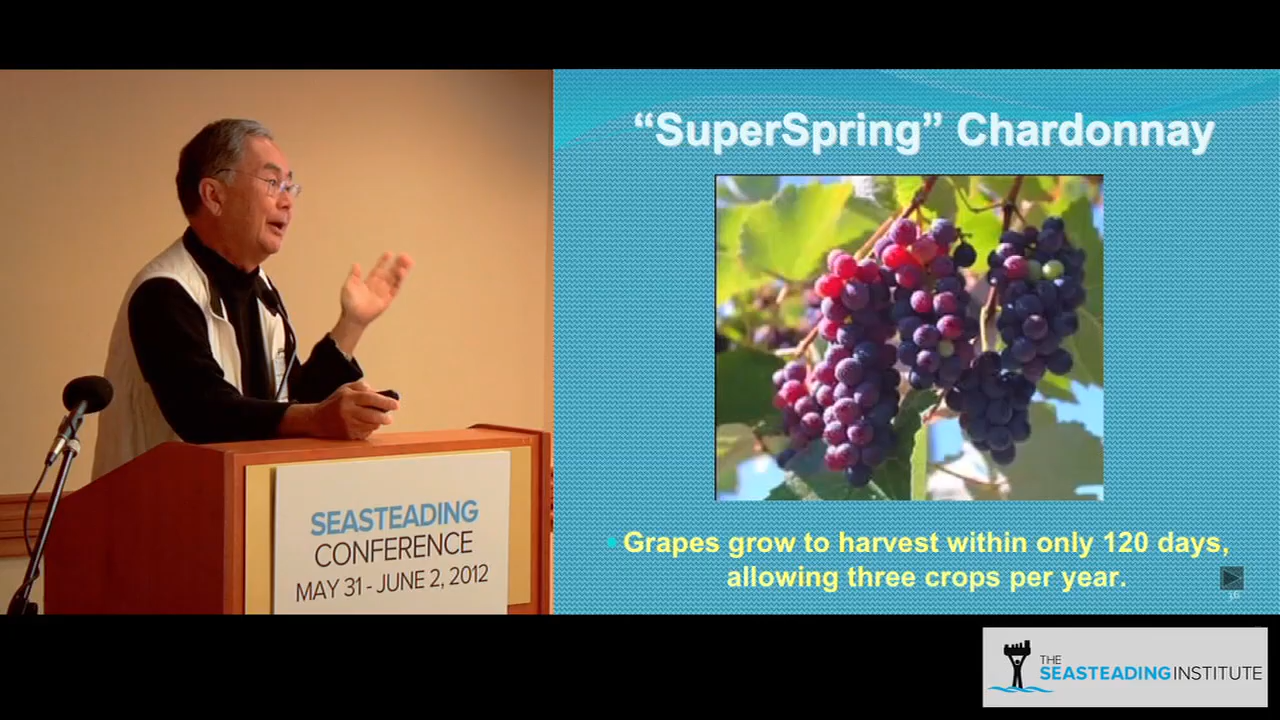 “SuperSpring” Chardonnay
Grapes grow to harvest within only 120 days,
allowing three crops per year.
16
SEASTEADING
CONFERENCE
MAY 31 - JUNE 2, 2012
THE
SEASTEADING INSTITUTE